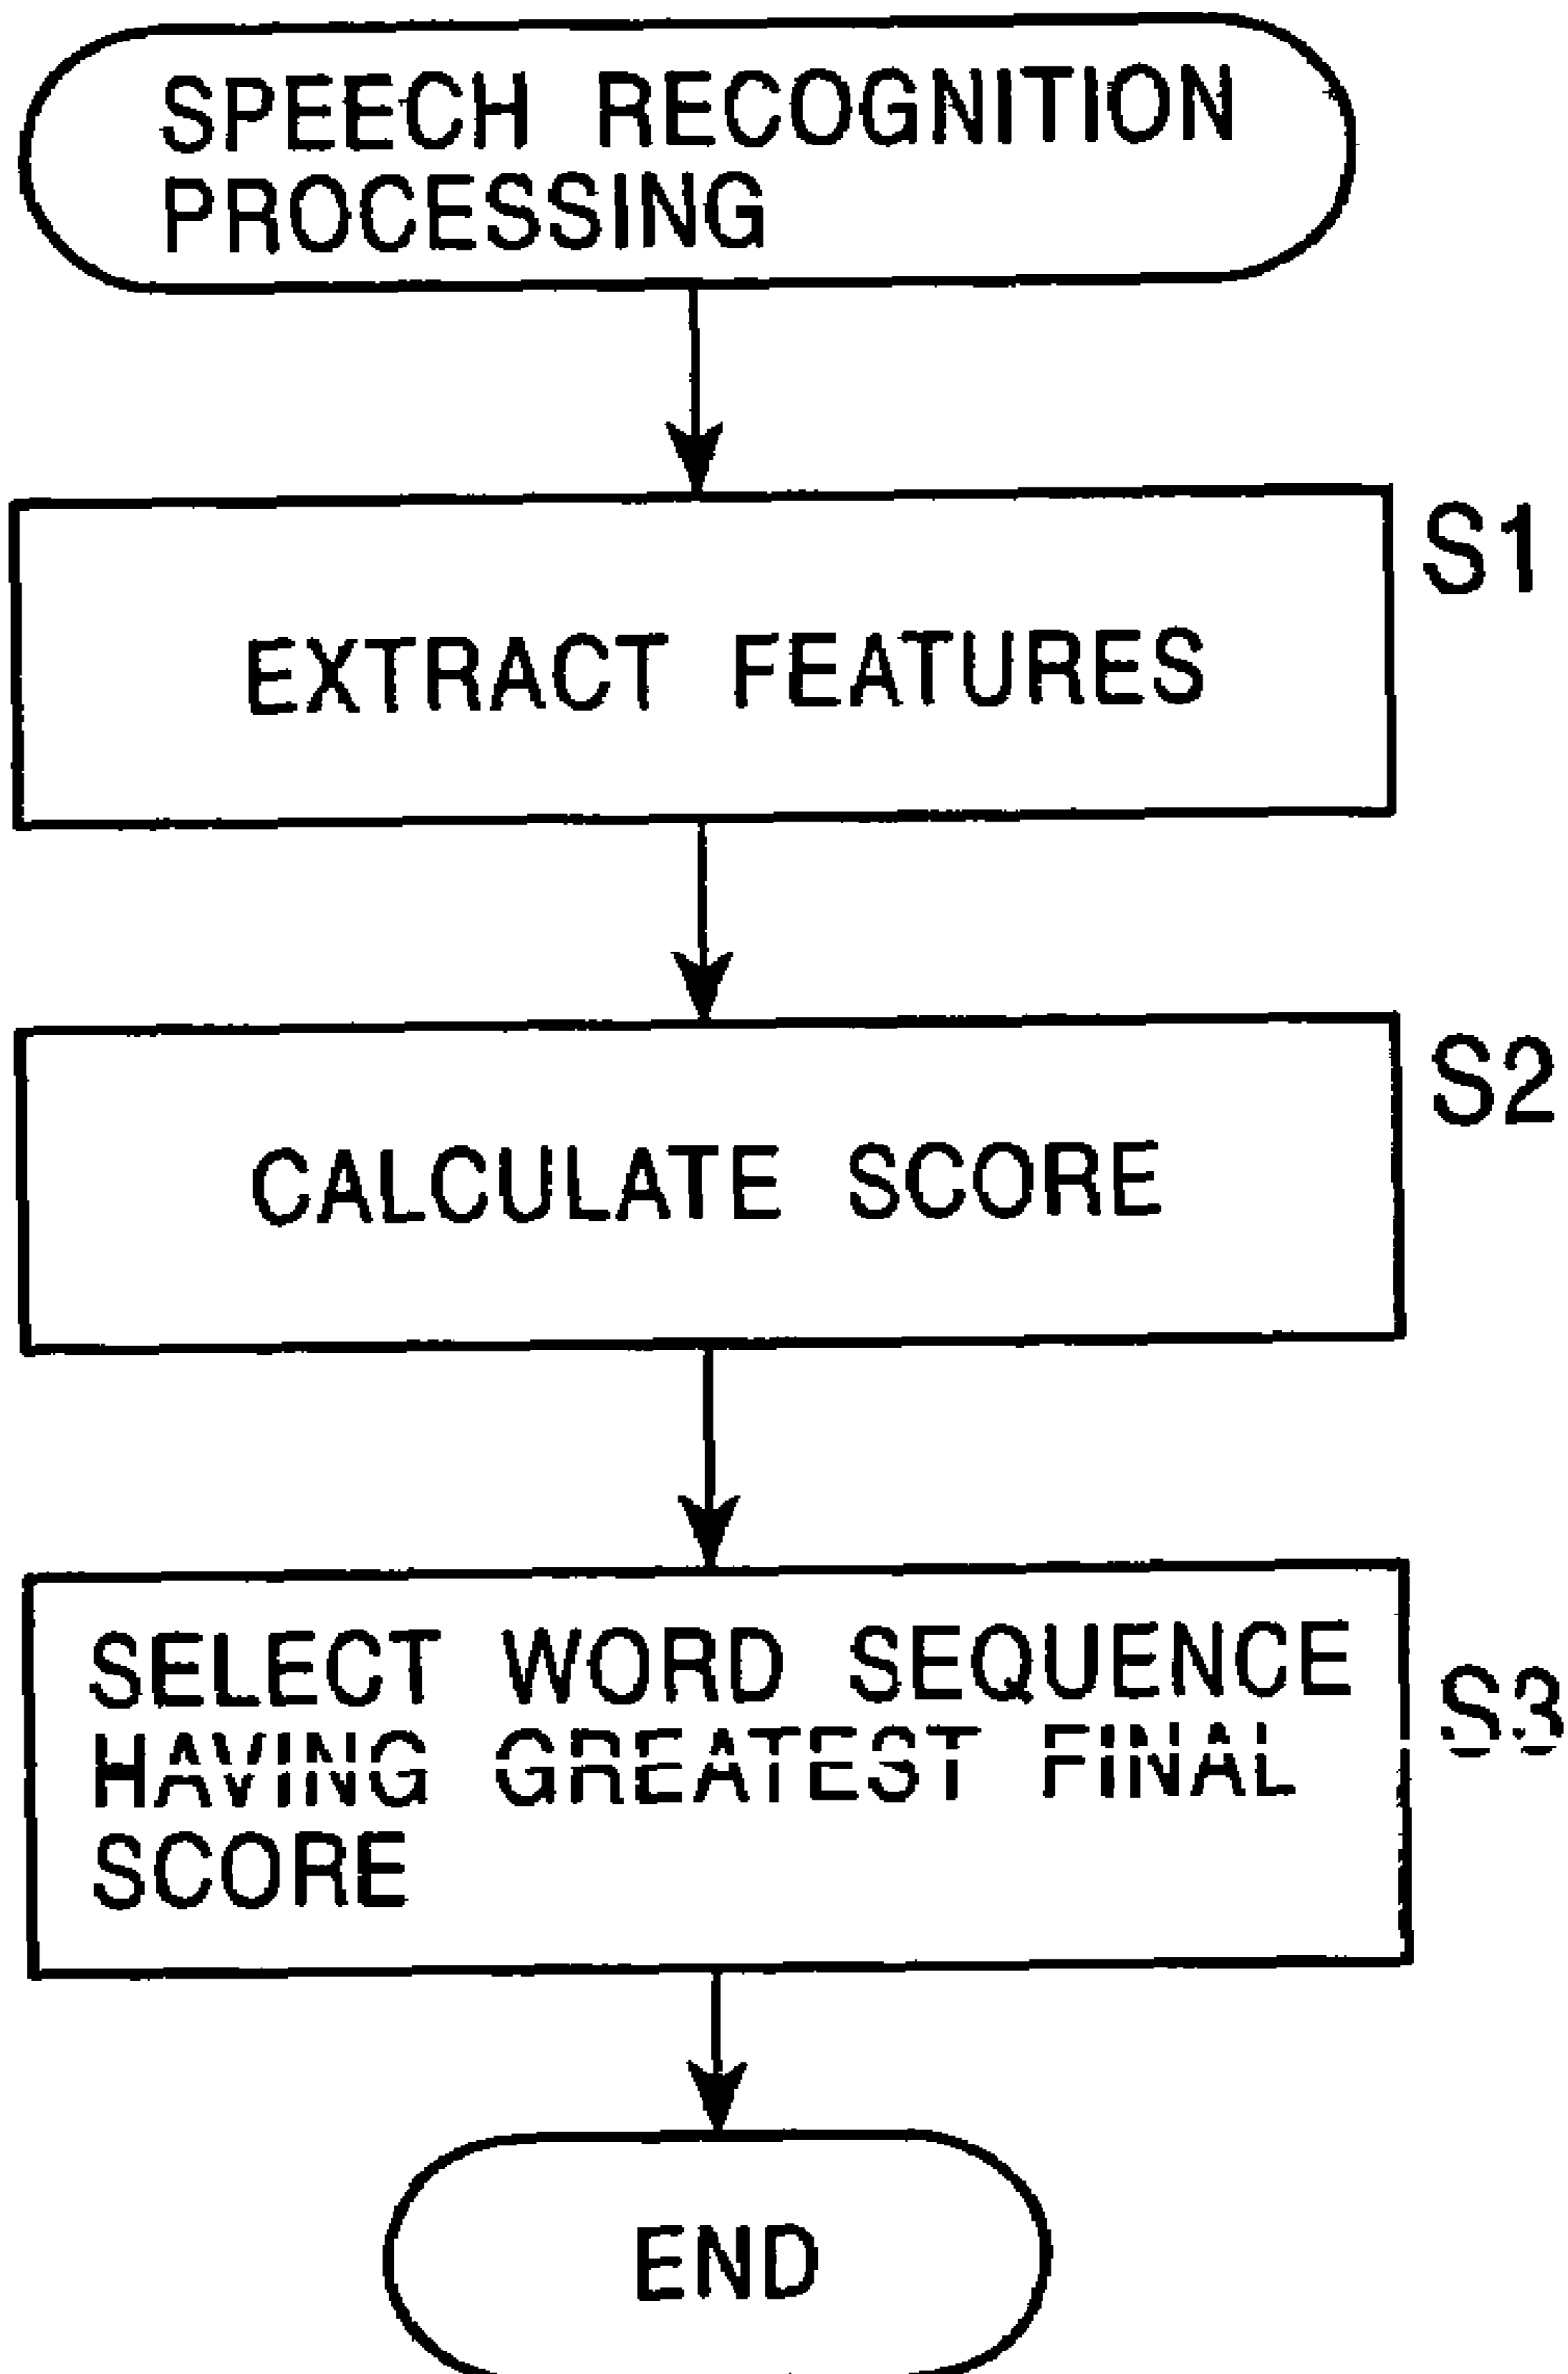 SPEECH RECOGNITION
PROCESSING
S1
EXTRACT FEATURES
S2
CALCULATE SCORE
SELECT WORD SEQUENCE
S3
HAVING GREATEST FINAL
SCORE
END